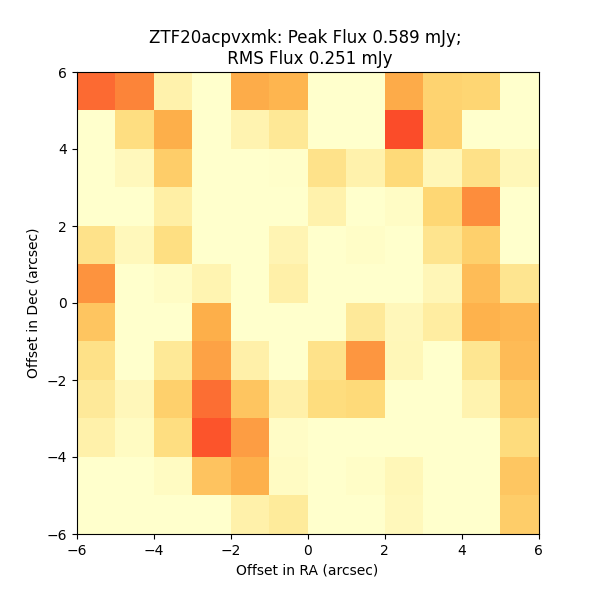 ZTF20acpvxmk: Peak Flux 0.589 mJy;
RMS Flux 0.251 mJy
6
4
2
0
−2
−4
−6
Offset in Dec (arcsec)
−6 −4 −2 0 2 4 6
Offset in RA (arcsec)